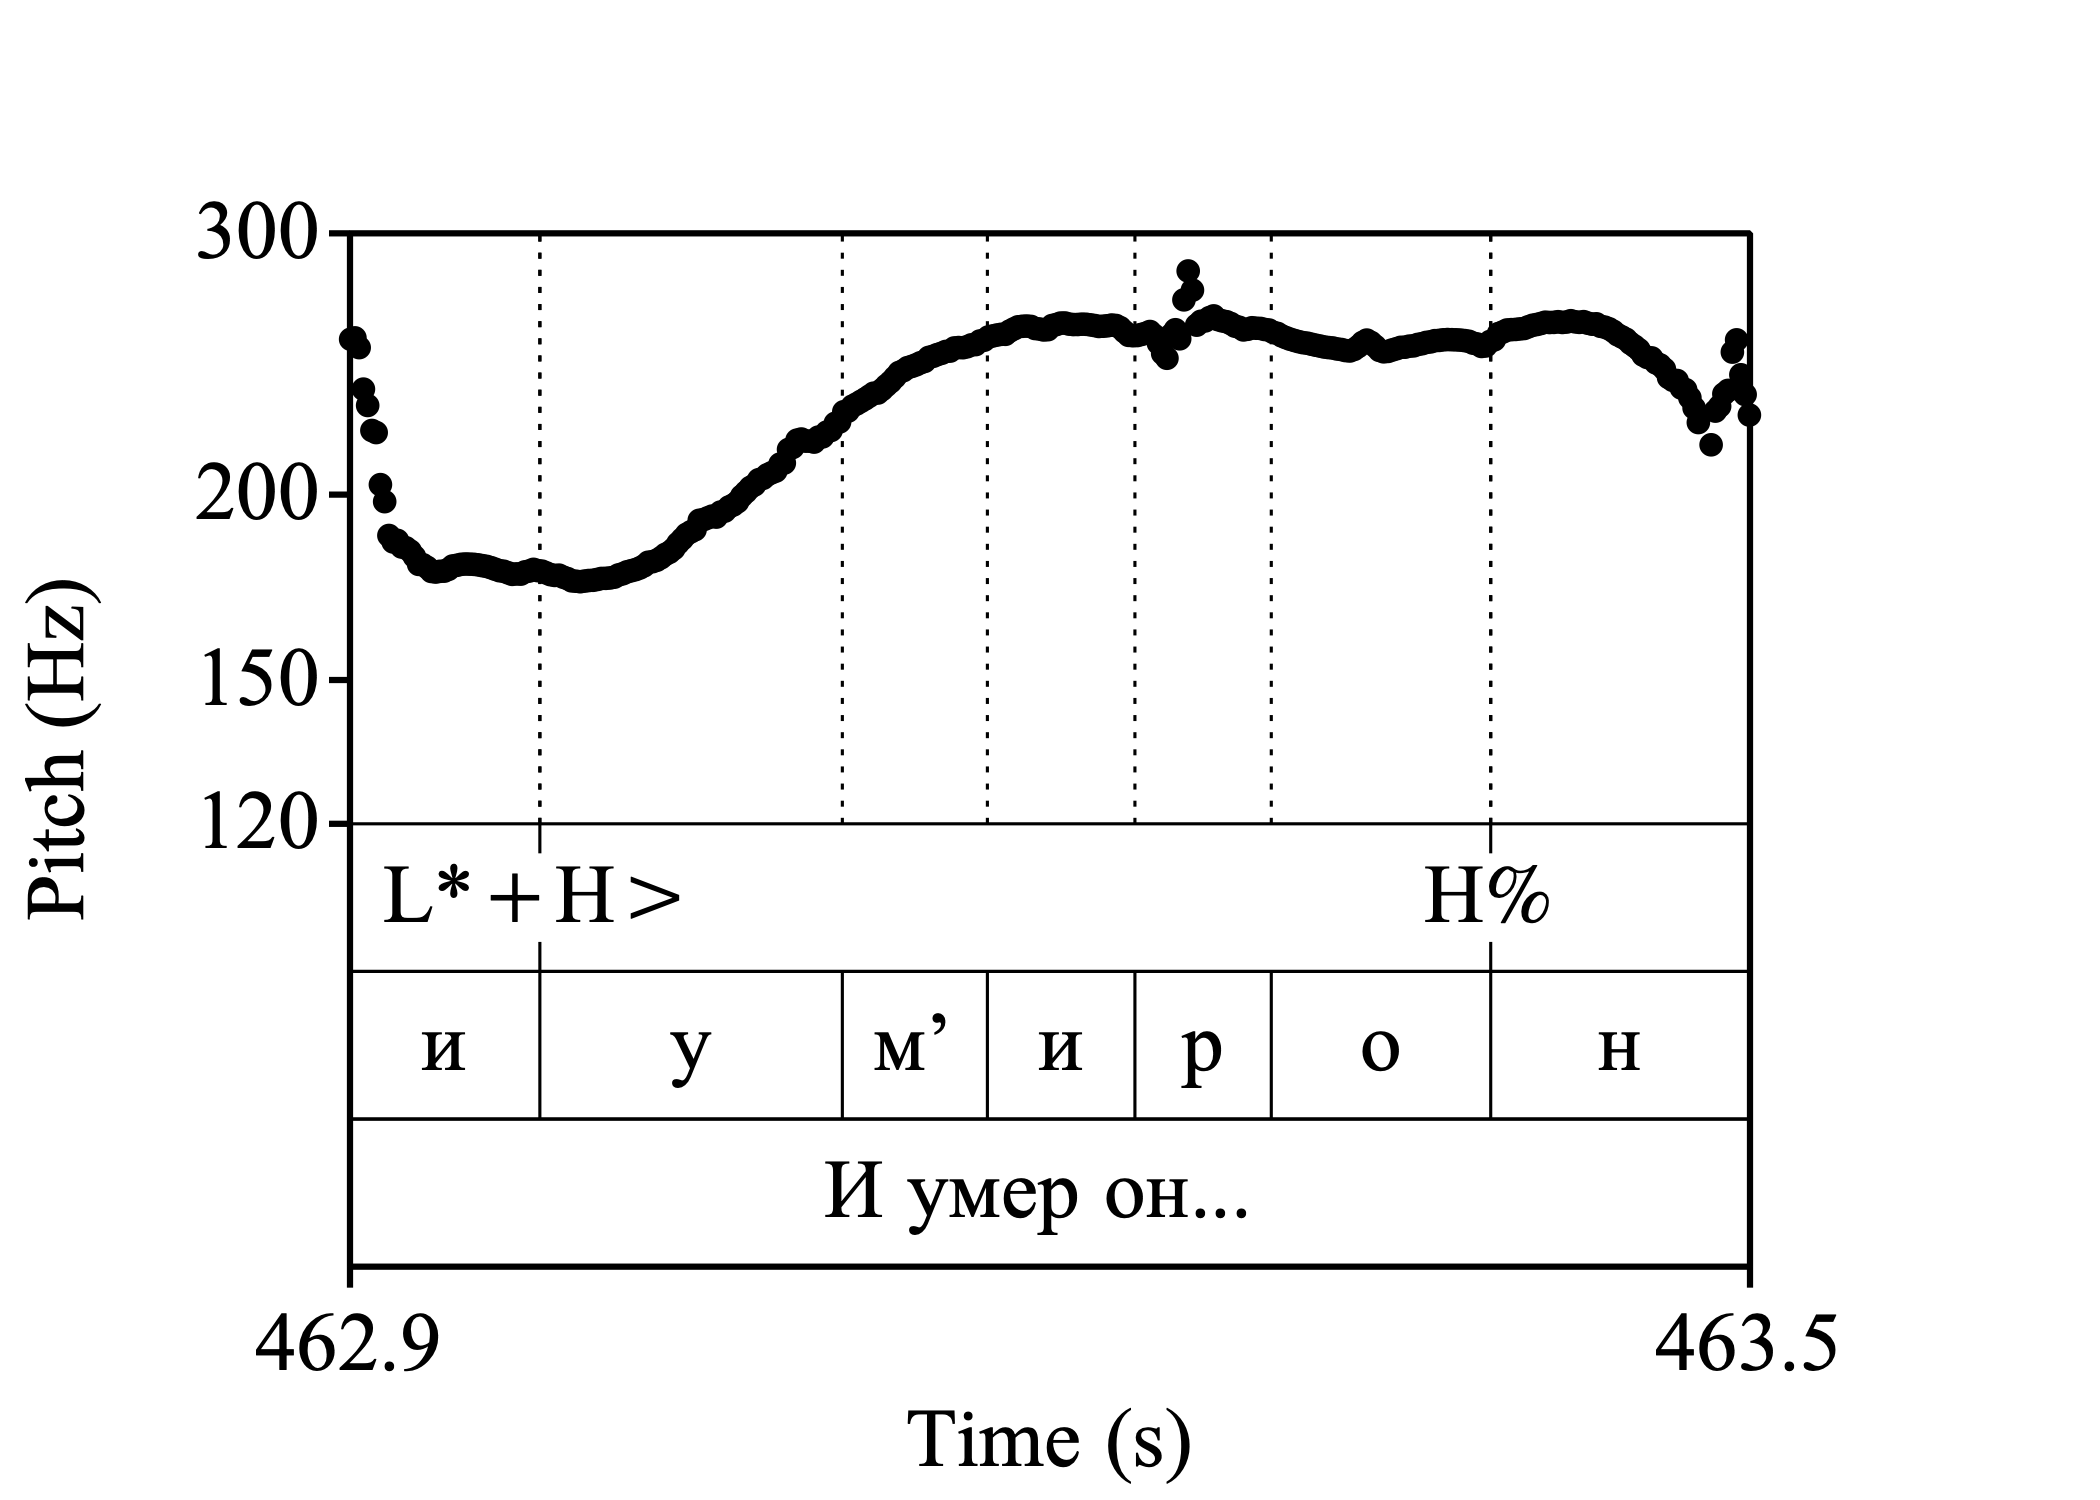 300
200
150
120
Pitch (Hz)
L*+H> H%
и у м’ и р о н
И умер он...
462.9 463.5
Time (s)